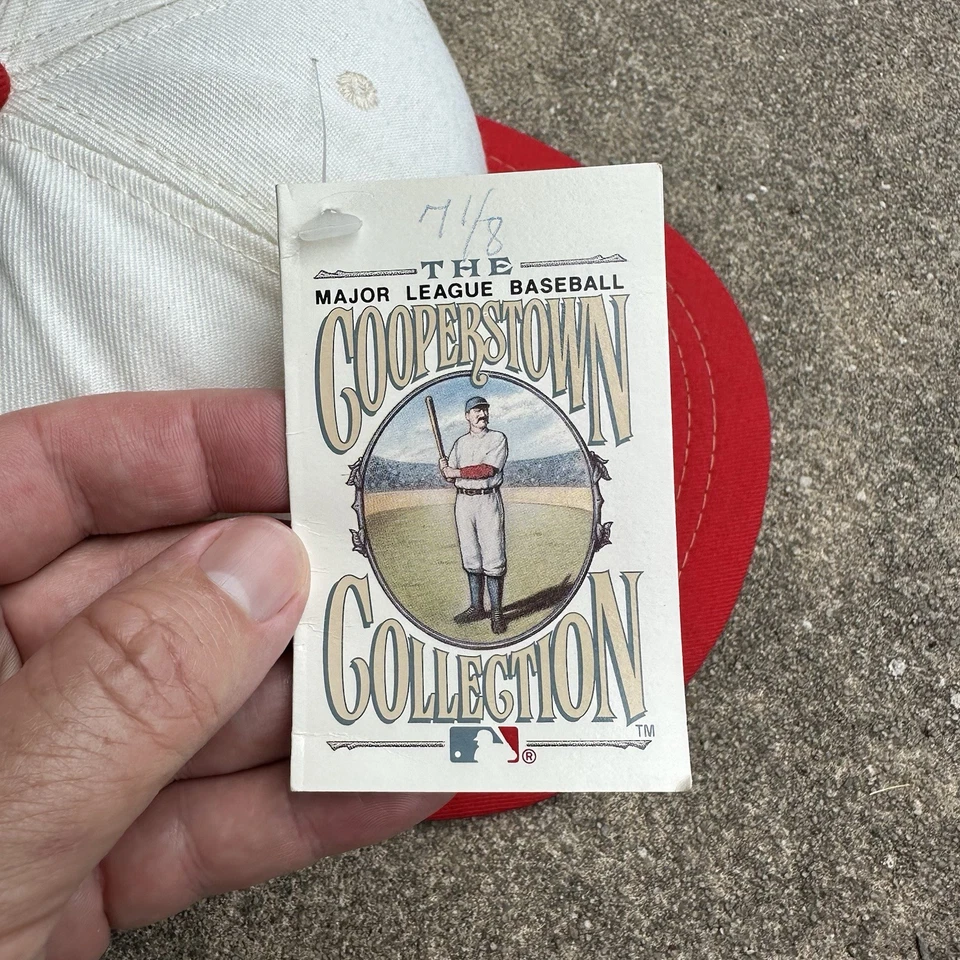 7 1/8
THE
MAJOR LEAGUE BASEBALL
COOPERSTOWN
COLLECTION
TM
®